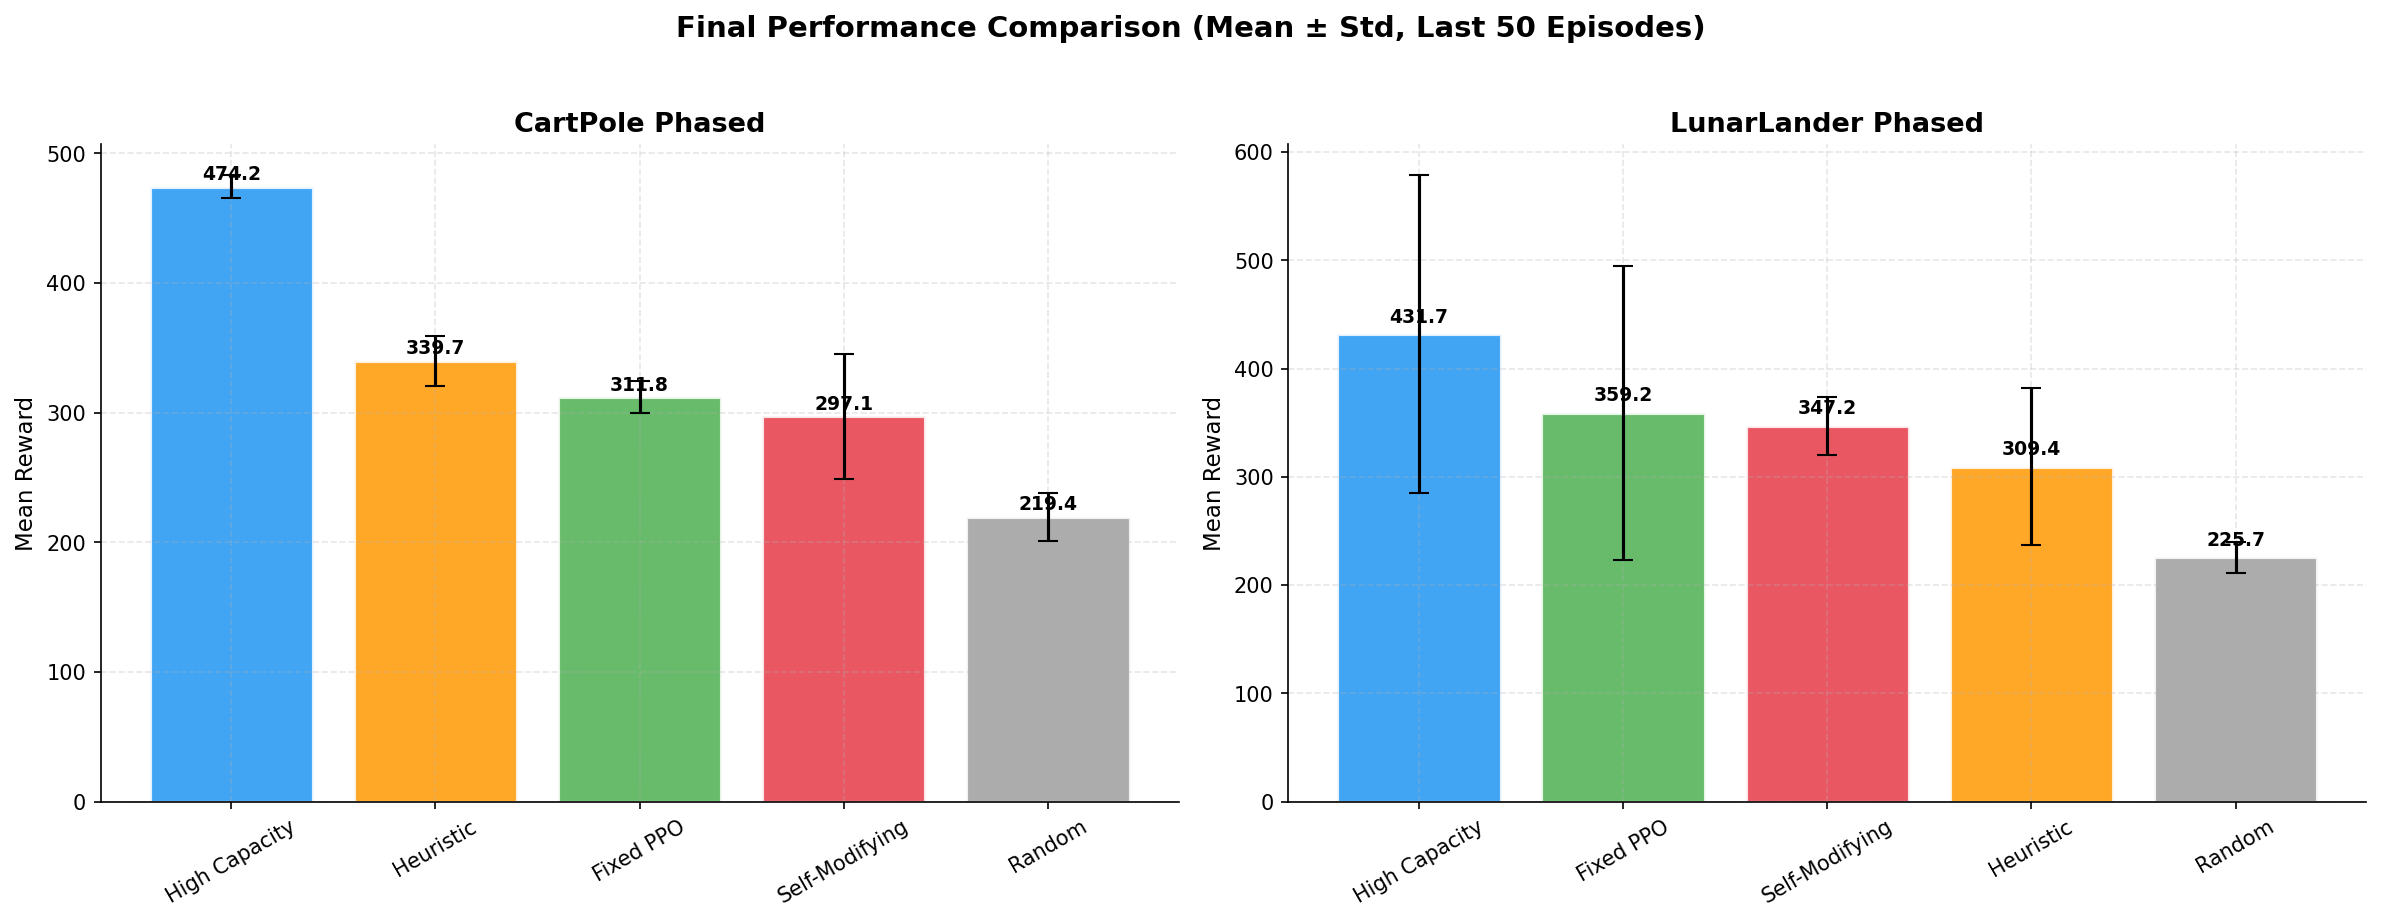 Final Performance Comparison (Mean ± Std, Last 50 Episodes)
CartPole Phased
Mean Reward
500
400
300
200
100
0
474.2
339.7
311.8
297.1
219.4
High Capacity
Heuristic
Fixed PPO
Self-Modifying
Random
LunarLander Phased
Mean Reward
600
500
400
300
200
100
0
431.7
359.2
347.2
309.4
225.7
High Capacity
Fixed PPO
Self-Modifying
Heuristic
Random